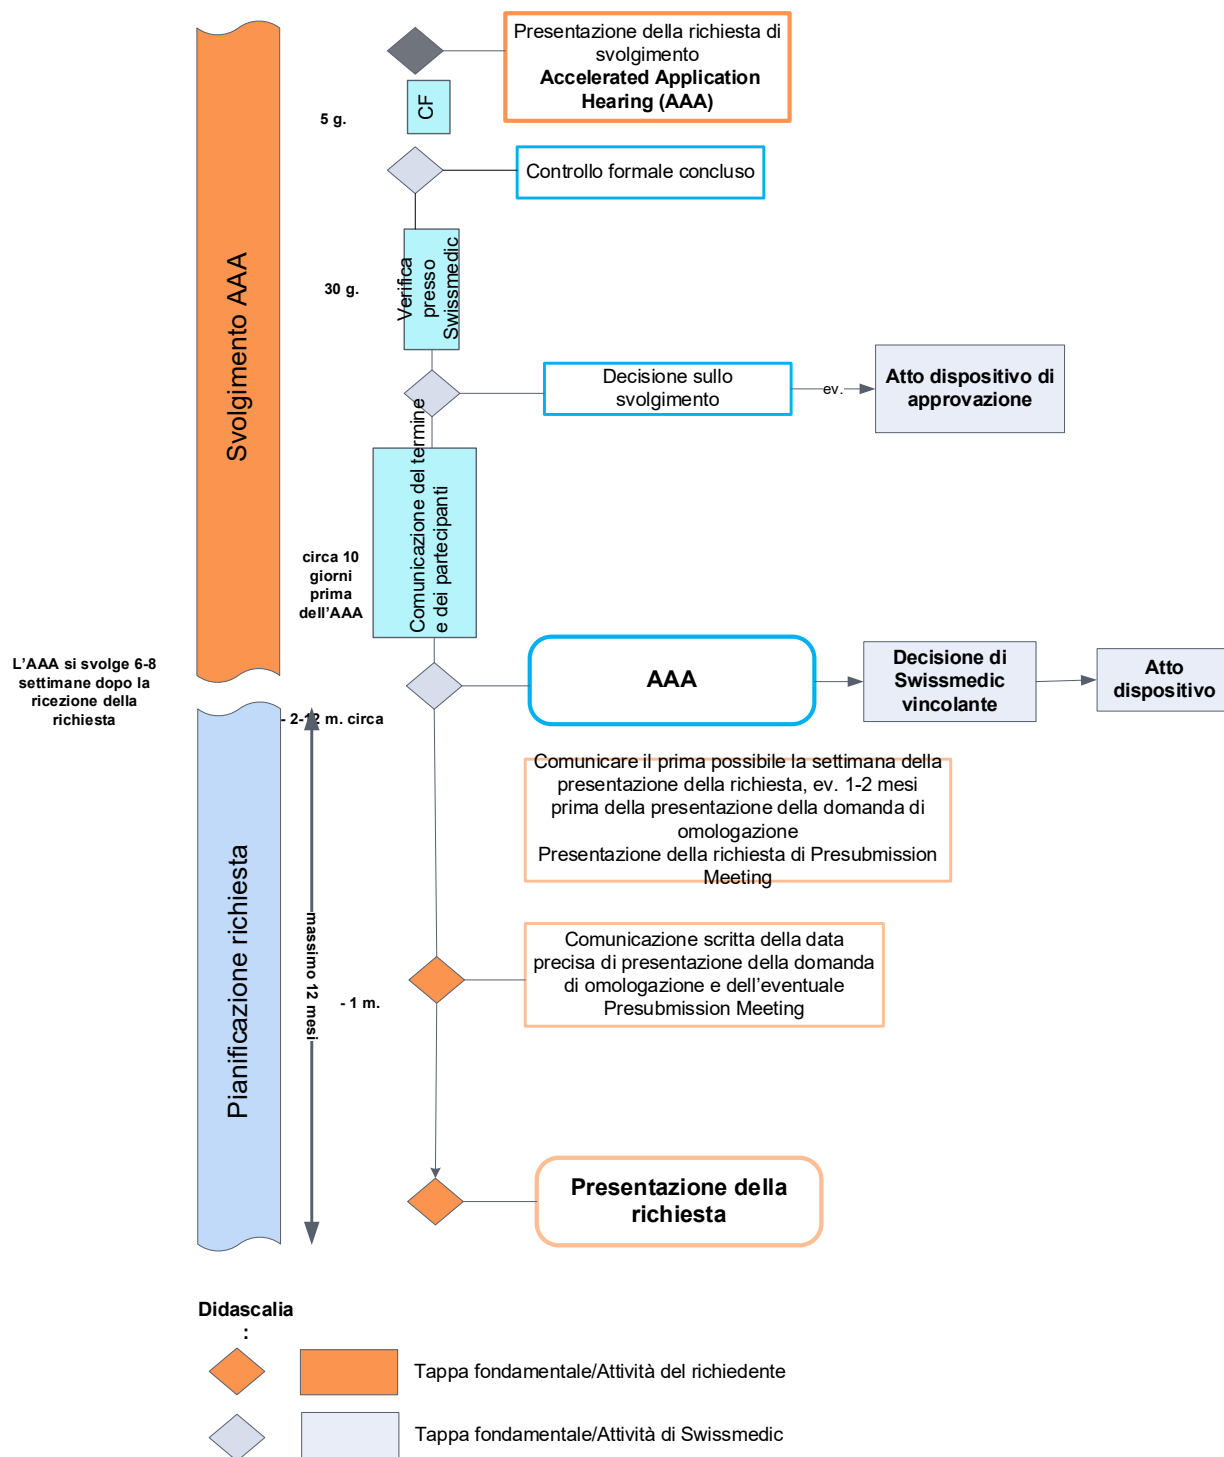 Presentazione della richiesta di
svolgimento
Accelerated Application
Hearing (AAA)
CF
5 g.
Controllo formale concluso
Svolgimento AAA
Verifica
presso
Swissmedic
30 g.
Decisione sullo
svolgimento
ev.
Atto dispositivo di
approvazione
Comunicazione del termine
e dei partecipanti
circa 10
giorni
prima
dell’AAA
L’AAA si svolge 6-8
settimane dopo la
ricezione della
richiesta
AAA
Decisione di
Swissmedic
vincolante
Atto
dispositivo
- 2-12 m. circa
Comunicare il prima possibile la settimana della
presentazione della richiesta, ev. 1-2 mesi
prima della presentazione della domanda di
omologazione
Presentazione della richiesta di Presubmission
Meeting
Pianificazione richiesta
massimo 12 mesi
- 1 m.
Comunicazione scritta della data
precisa di presentazione della domanda
di omologazione e dell’eventuale
Presubmission Meeting
Presentazione della
richiesta
Didascalia
:
Tappa fondamentale/Attività del richiedente
Tappa fondamentale/Attività di Swissmedic